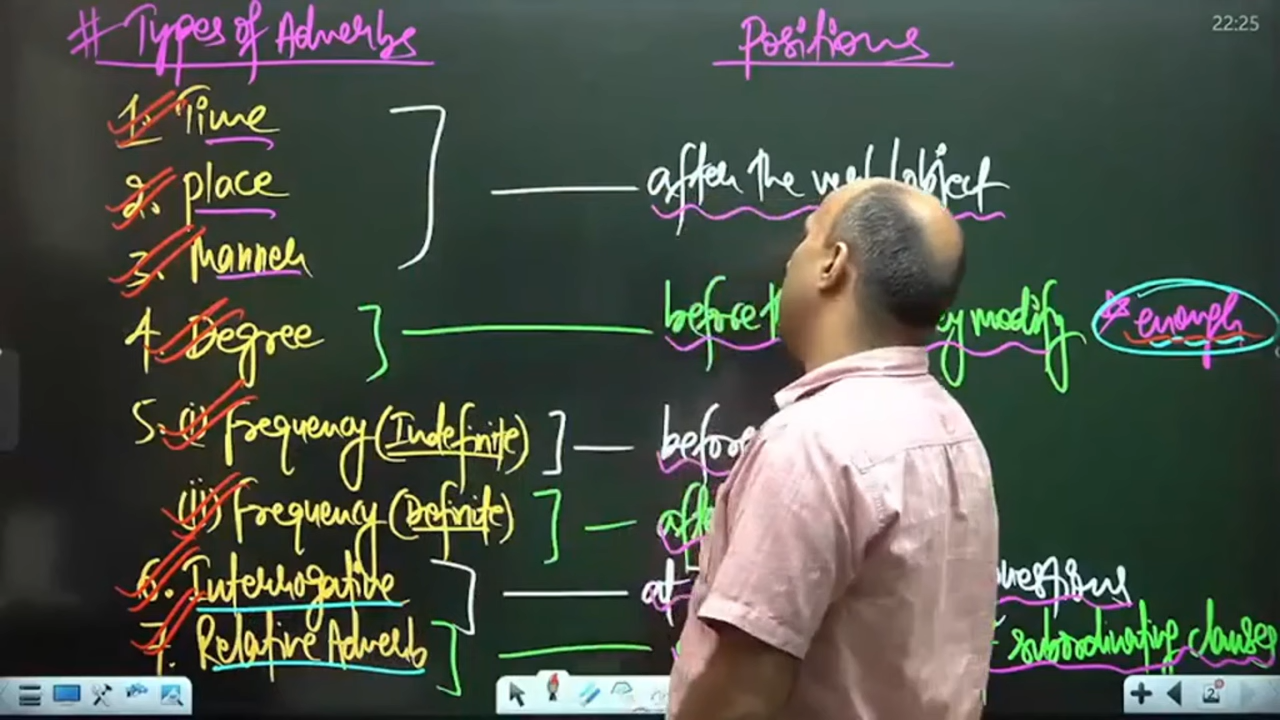 22:25
# Types of Adverbs Positions
1. Time
2. place after the verb/object
3. Manner
4. Degree before modify * enough
5. (i) frequency (Indefinite) before
(ii) frequency (Definite)
6. Interrogative at
7. Relative Adverb subordinating clauses
2